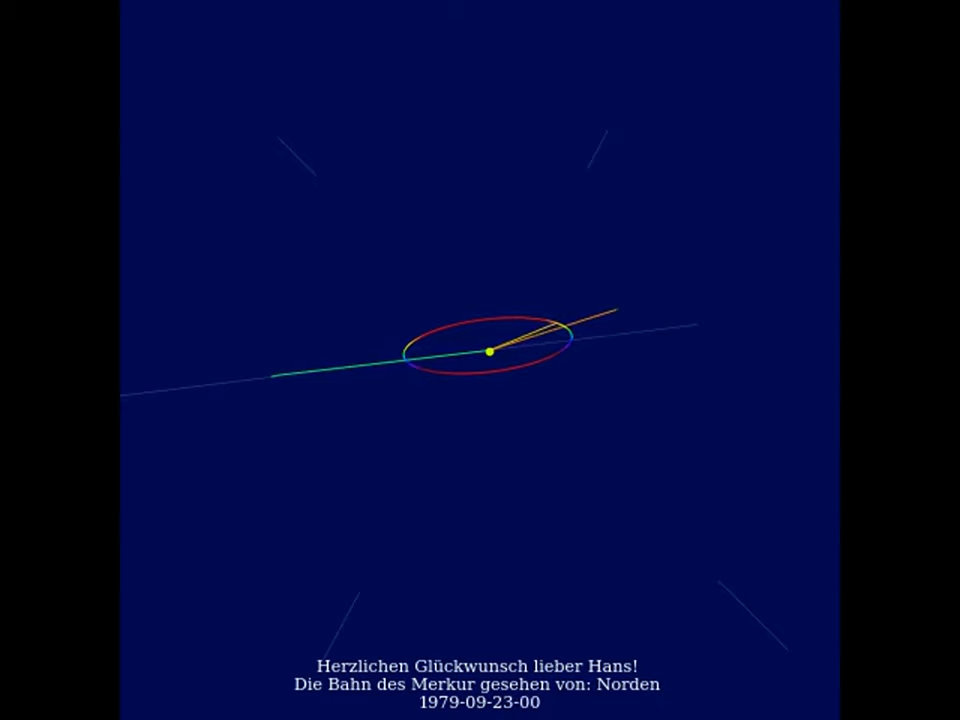 Herzlichen Glückwunsch lieber Hans!
Die Bahn des Merkur gesehen von: Norden
1979-09-23-00